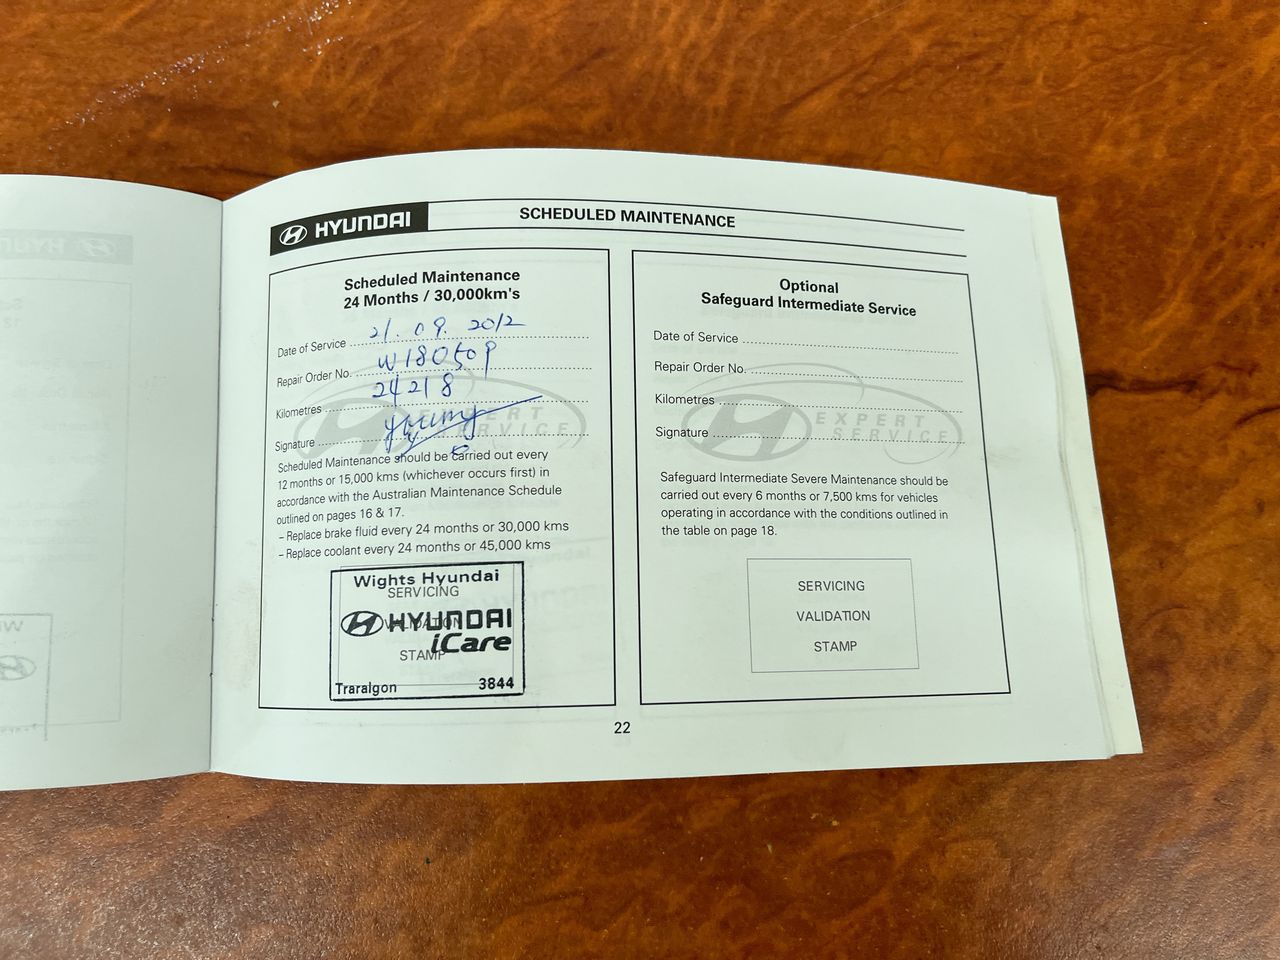 HYUNDAI
SCHEDULED MAINTENANCE
Scheduled Maintenance
24 Months / 30,000km's
Date of Service 21.09.2012
Repair Order No. W180509
Kilometres 24218
Signature
EXPERT
SERVICE
Scheduled Maintenance should be carried out every
12 months or 15,000 kms (whichever occurs first) in
accordance with the Australian Maintenance Schedule
outlined on pages 16 & 17.
– Replace brake fluid every 24 months or 30,000 kms
– Replace coolant every 24 months or 45,000 kms
Wights Hyundai
SERVICING
VALIDATION
HYUNDAI
iCare
STAMP
Traralgon 3844
Optional
Safeguard Intermediate Service
Date of Service
Repair Order No.
Kilometres
Signature
EXPERT
SERVICE
Safeguard Intermediate Severe Maintenance should be
carried out every 6 months or 7,500 kms for vehicles
operating in accordance with the conditions outlined in
the table on page 18.
SERVICING
VALIDATION
STAMP
22